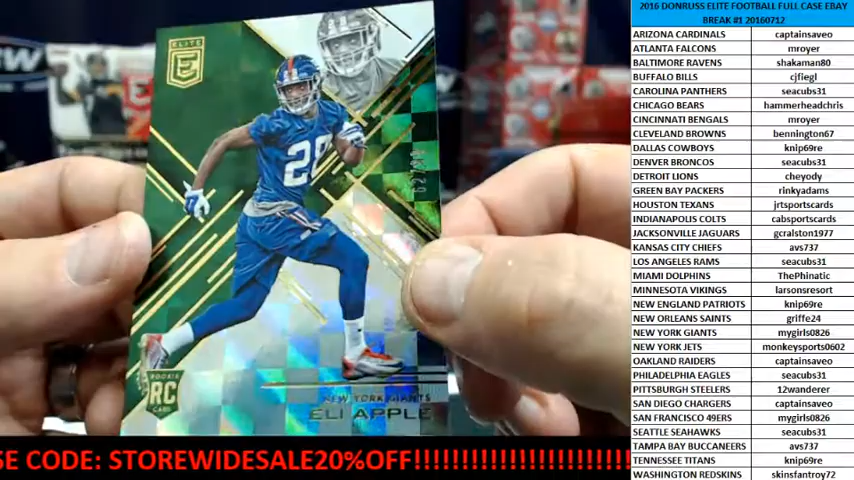 2016 DONRUSS ELITE FOOTBALL FULL CASE EBAY
BREAK #1 20160712
ARIZONA CARDINALS captainsaveo
ATLANTA FALCONS mroyer
BALTIMORE RAVENS shakaman80
BUFFALO BILLS cjfiegl
CAROLINA PANTHERS seacubs31
CHICAGO BEARS hammerheadchris
CINCINNATI BENGALS mroyer
CLEVELAND BROWNS bennington67
DALLAS COWBOYS knip69re
DENVER BRONCOS seacubs31
DETROIT LIONS cheyody
GREEN BAY PACKERS rinkyadams
HOUSTON TEXANS jrtsportscards
INDIANAPOLIS COLTS cabsportscards
JACKSONVILLE JAGUARS gcralston1977
KANSAS CITY CHIEFS avs737
LOS ANGELES RAMS seacubs31
MIAMI DOLPHINS ThePhinatic
MINNESOTA VIKINGS larsonsresort
NEW ENGLAND PATRIOTS knip69re
NEW ORLEANS SAINTS griffe24
NEW YORK GIANTS mygirls0826
NEW YORK JETS monkeysports0602
OAKLAND RAIDERS captainsaveo
PHILADELPHIA EAGLES seacubs31
PITTSBURGH STEELERS 12wanderer
SAN DIEGO CHARGERS captainsaveo
SAN FRANCISCO 49ERS mygirls0826
SEATTLE SEAHAWKS seacubs31
TAMPA BAY BUCCANEERS avs737
TENNESSEE TITANS knip69re
WASHINGTON REDSKINS skinsfantroy72
ELITE
E
28
ROOKIE
RC
CARD
NEW YORK GIANTS
ELI APPLE
SE CODE: STOREWIDESALE20%OFF!!!!!!!!!!!!!!!!!!!!!!!!!!!